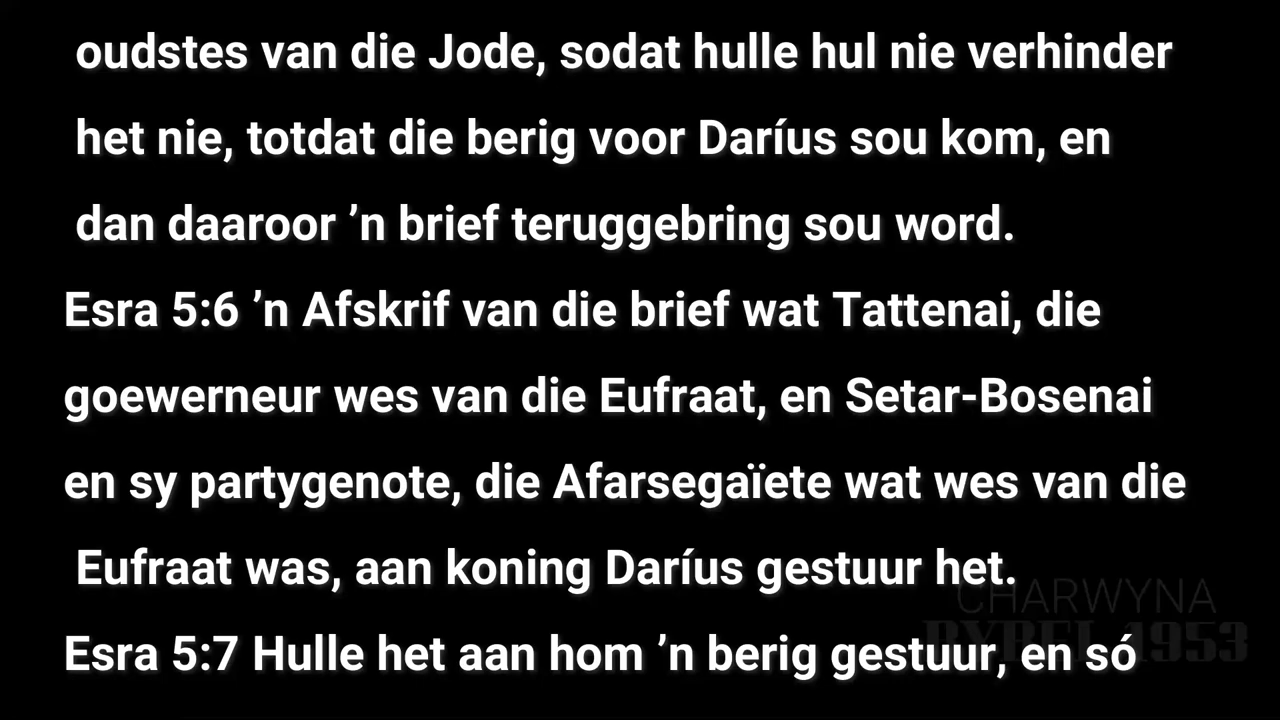 oudstes van die Jode, sodat hulle hul nie verhinder
het nie, totdat die berig voor Daríus sou kom, en
dan daaroor ’n brief teruggebring sou word.
Esra 5:6 ’n Afskrif van die brief wat Tattenai, die
goewerneur wes van die Eufraat, en Setar-Bosenai
en sy partygenote, die Afarsegaïete wat wes van die
Eufraat was, aan koning Daríus gestuur het.
CHARWYNA
Esra 5:7 Hulle het aan hom ’n berig gestuur, en só
BYBEL 1953